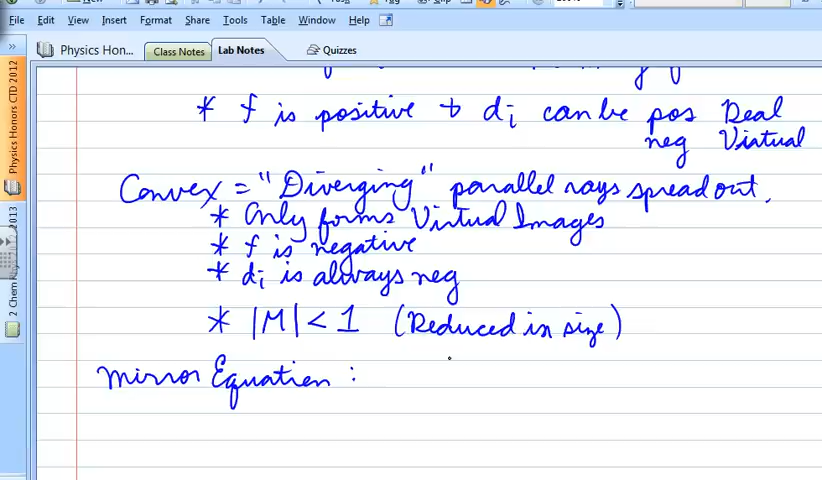 File Edit View Insert Format Share Tools Table Window Help
Physics Hon... Class Notes Lab Notes Quizzes
Physics Honors CTD 2012
* f is positive + di can be pos Real
neg Virtual
Convex = "Diverging" parallel rays spread out.
* Only forms Virtual Images
* f is negative
* di is always neg
* |M| < 1 (Reduced in size)
Mirror Equation :